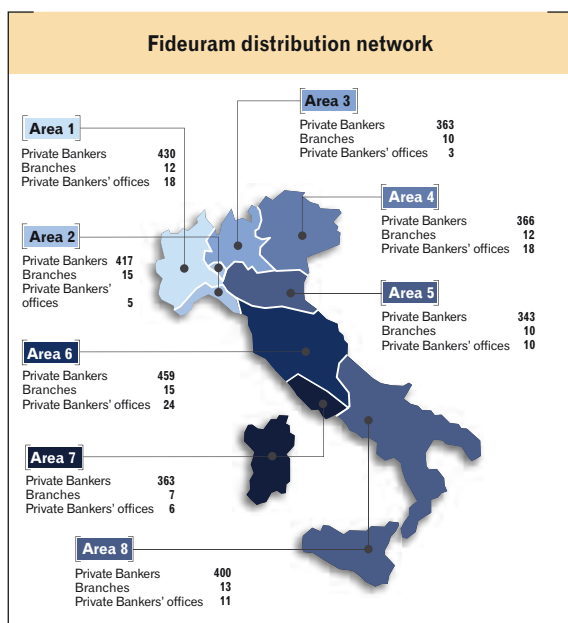 Fideuram distribution network
Area 1
Private Bankers 430
Branches 12
Private Bankers' offices 18
Area 2
Private Bankers 417
Branches 15
Private Bankers'
offices 5
Area 3
Private Bankers 363
Branches 10
Private Bankers' offices 3
Area 4
Private Bankers 366
Branches 12
Private Bankers' offices 18
Area 5
Private Bankers 343
Branches 10
Private Bankers' offices 10
Area 6
Private Bankers 459
Branches 15
Private Bankers' offices 24
Area 7
Private Bankers 363
Branches 7
Private Bankers' offices 6
Area 8
Private Bankers 400
Branches 13
Private Bankers' offices 11